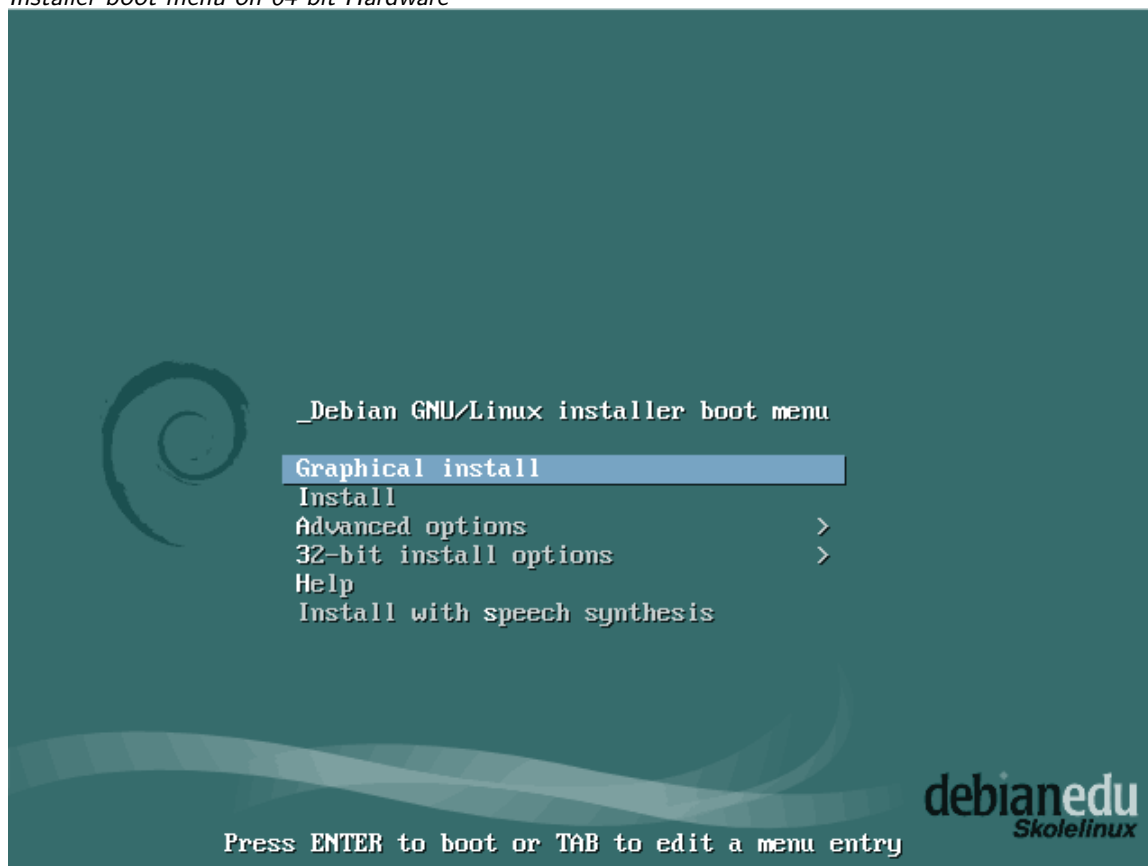 Installer boot menu on 64-bit Hardware
_Debian GNU/Linux installer boot menu
Graphical install
Install
Advanced options >
32-bit install options >
Help
Install with speech synthesis
debianedu
Skolelinux
Press ENTER to boot or TAB to edit a menu entry